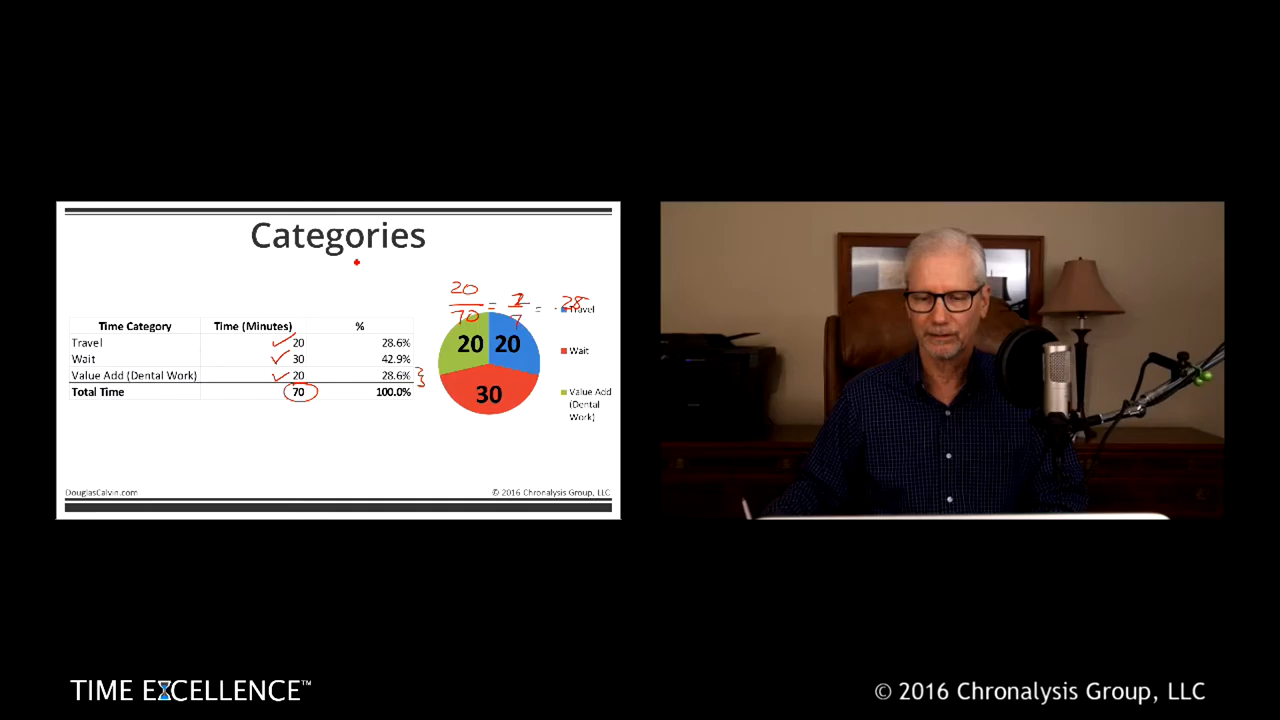 Categories
20
70
=
2
7
=
.28
Travel
Time Category Time (Minutes) %
Travel 20 28.6%
Wait 30 42.9%
Value Add (Dental Work) 20 28.6%
Total Time 70 100.0%
20 20
30
Wait
Value Add
(Dental
Work)
DouglasCalvin.com © 2016 Chronalysis Group, LLC
TIME EXCELLENCE™ © 2016 Chronalysis Group, LLC